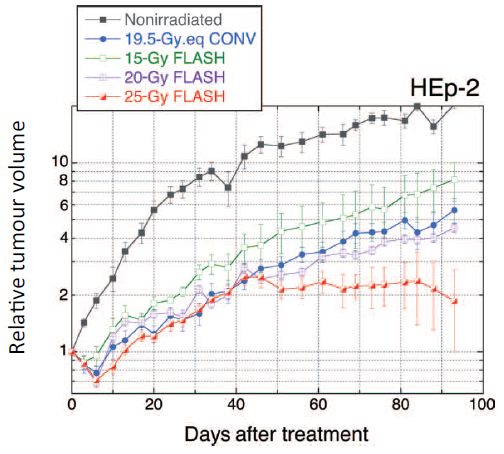 Nonirradiated
19.5-Gy.eq CONV
15-Gy FLASH
20-Gy FLASH
25-Gy FLASH
HEp-2
Relative tumour volume
10
8
6
4
2
1
0
20
40
60
80
100
Days after treatment